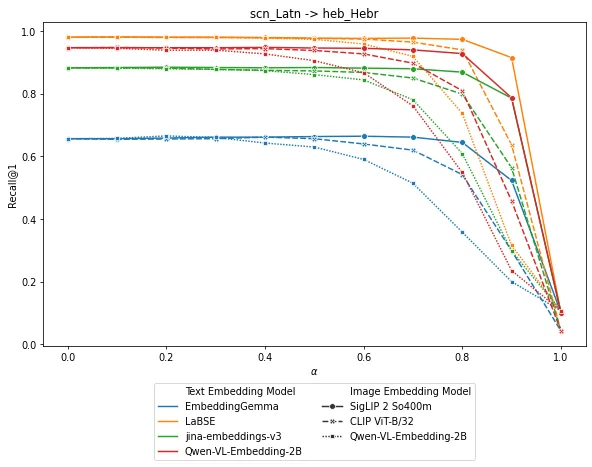 scn_Latn -> heb_Hebr
Recall@1
1.0
0.8
0.6
0.4
0.2
0.0
0.0 0.2 0.4 0.6 0.8 1.0
α
Text Embedding Model Image Embedding Model
EmbeddingGemma SigLIP 2 So400m
LaBSE CLIP ViT-B/32
jina-embeddings-v3 Qwen-VL-Embedding-2B
Qwen-VL-Embedding-2B